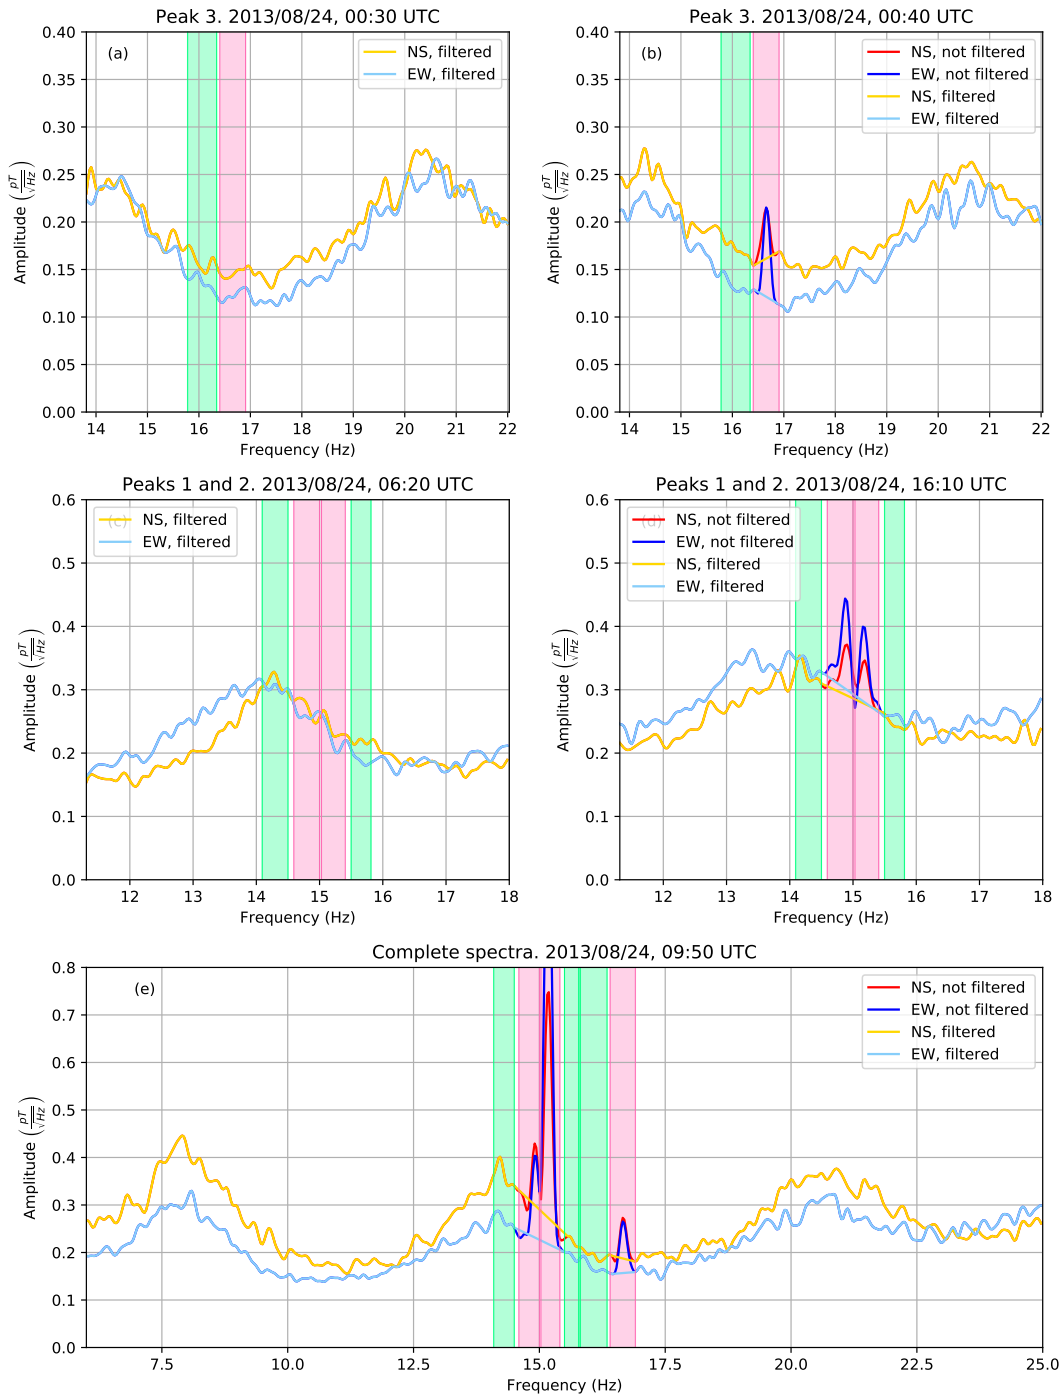 Peak 3. 2013/08/24, 00:30 UTC
(a)
NS, filtered
EW, filtered
0.40
0.35
0.30
0.25
0.20
0.15
0.10
0.05
0.00
Amplitude (pT/√Hz)
14 15 16 17 18 19 20 21 22
Frequency (Hz)
Peak 3. 2013/08/24, 00:40 UTC
(b)
NS, not filtered
EW, not filtered
NS, filtered
EW, filtered
0.40
0.35
0.30
0.25
0.20
0.15
0.10
0.05
0.00
Amplitude (pT/√Hz)
14 15 16 17 18 19 20 21 22
Frequency (Hz)
Peaks 1 and 2. 2013/08/24, 06:20 UTC
(c)
NS, filtered
EW, filtered
0.6
0.5
0.4
0.3
0.2
0.1
0.0
Amplitude (pT/√Hz)
12 13 14 15 16 17 18
Frequency (Hz)
Peaks 1 and 2. 2013/08/24, 16:10 UTC
(d)
NS, not filtered
EW, not filtered
NS, filtered
EW, filtered
0.6
0.5
0.4
0.3
0.2
0.1
0.0
Amplitude (pT/√Hz)
12 13 14 15 16 17 18
Frequency (Hz)
Complete spectra. 2013/08/24, 09:50 UTC
(e)
NS, not filtered
EW, not filtered
NS, filtered
EW, filtered
0.8
0.7
0.6
0.5
0.4
0.3
0.2
0.1
0.0
Amplitude (pT/√Hz)
7.5 10.0 12.5 15.0 17.5 20.0 22.5 25.0
Frequency (Hz)